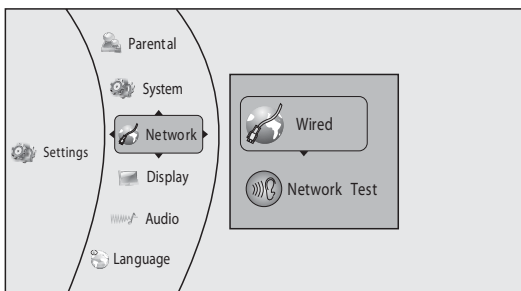 Parental
System
Settings
Network
Display
Audio
Language
Wired
Network Test